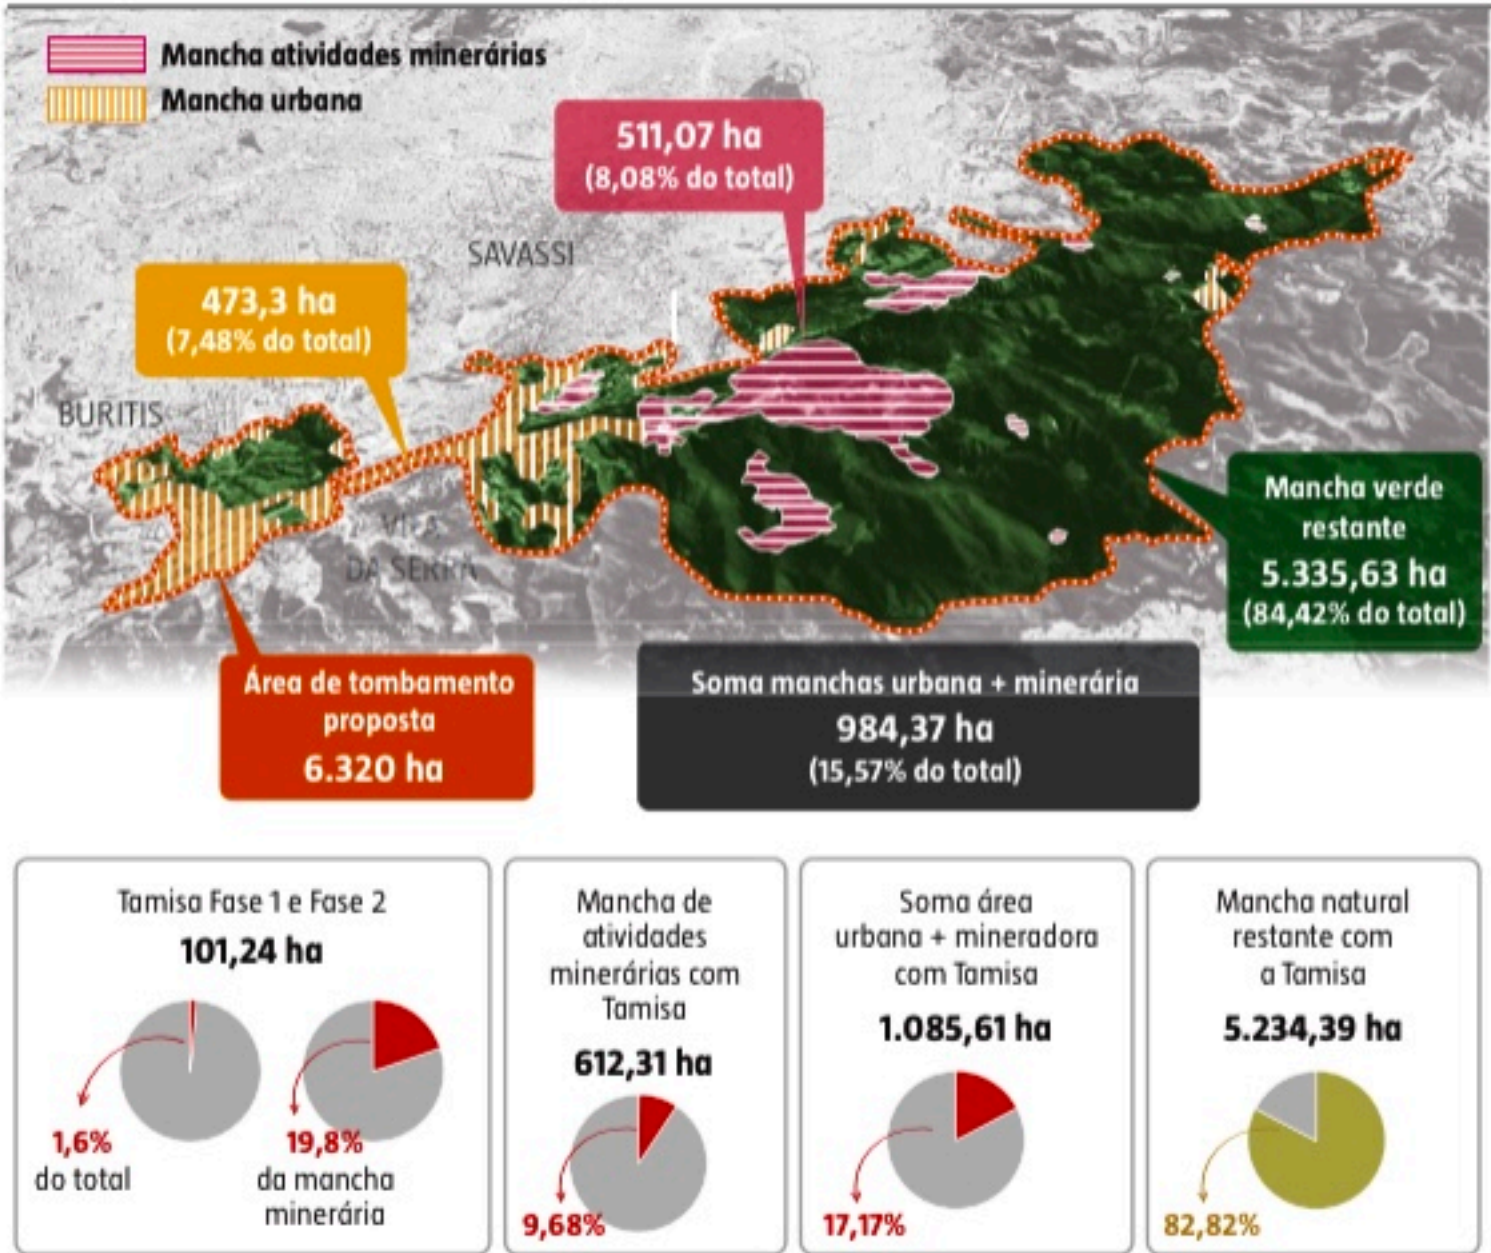 Mancha atividades minerárias
Mancha urbana
511,07 ha
(8,08% do total)
SAVASSI
473,3 ha
(7,48% do total)
BURITIS
VILA
DA SERRA
Mancha verde
restante
5.335,63 ha
(84,42% do total)
Área de tombamento
proposta
6.320 ha
Soma manchas urbana + minerária
984,37 ha
(15,57% do total)
Tamisa Fase 1 e Fase 2
101,24 ha
1,6%
do total
19,8%
da mancha
minerária
Mancha de
atividades
minerárias com
Tamisa
612,31 ha
9,68%
Soma área
urbana + mineradora
com Tamisa
1.085,61 ha
17,17%
Mancha natural
restante com
a Tamisa
5.234,39 ha
82,82%